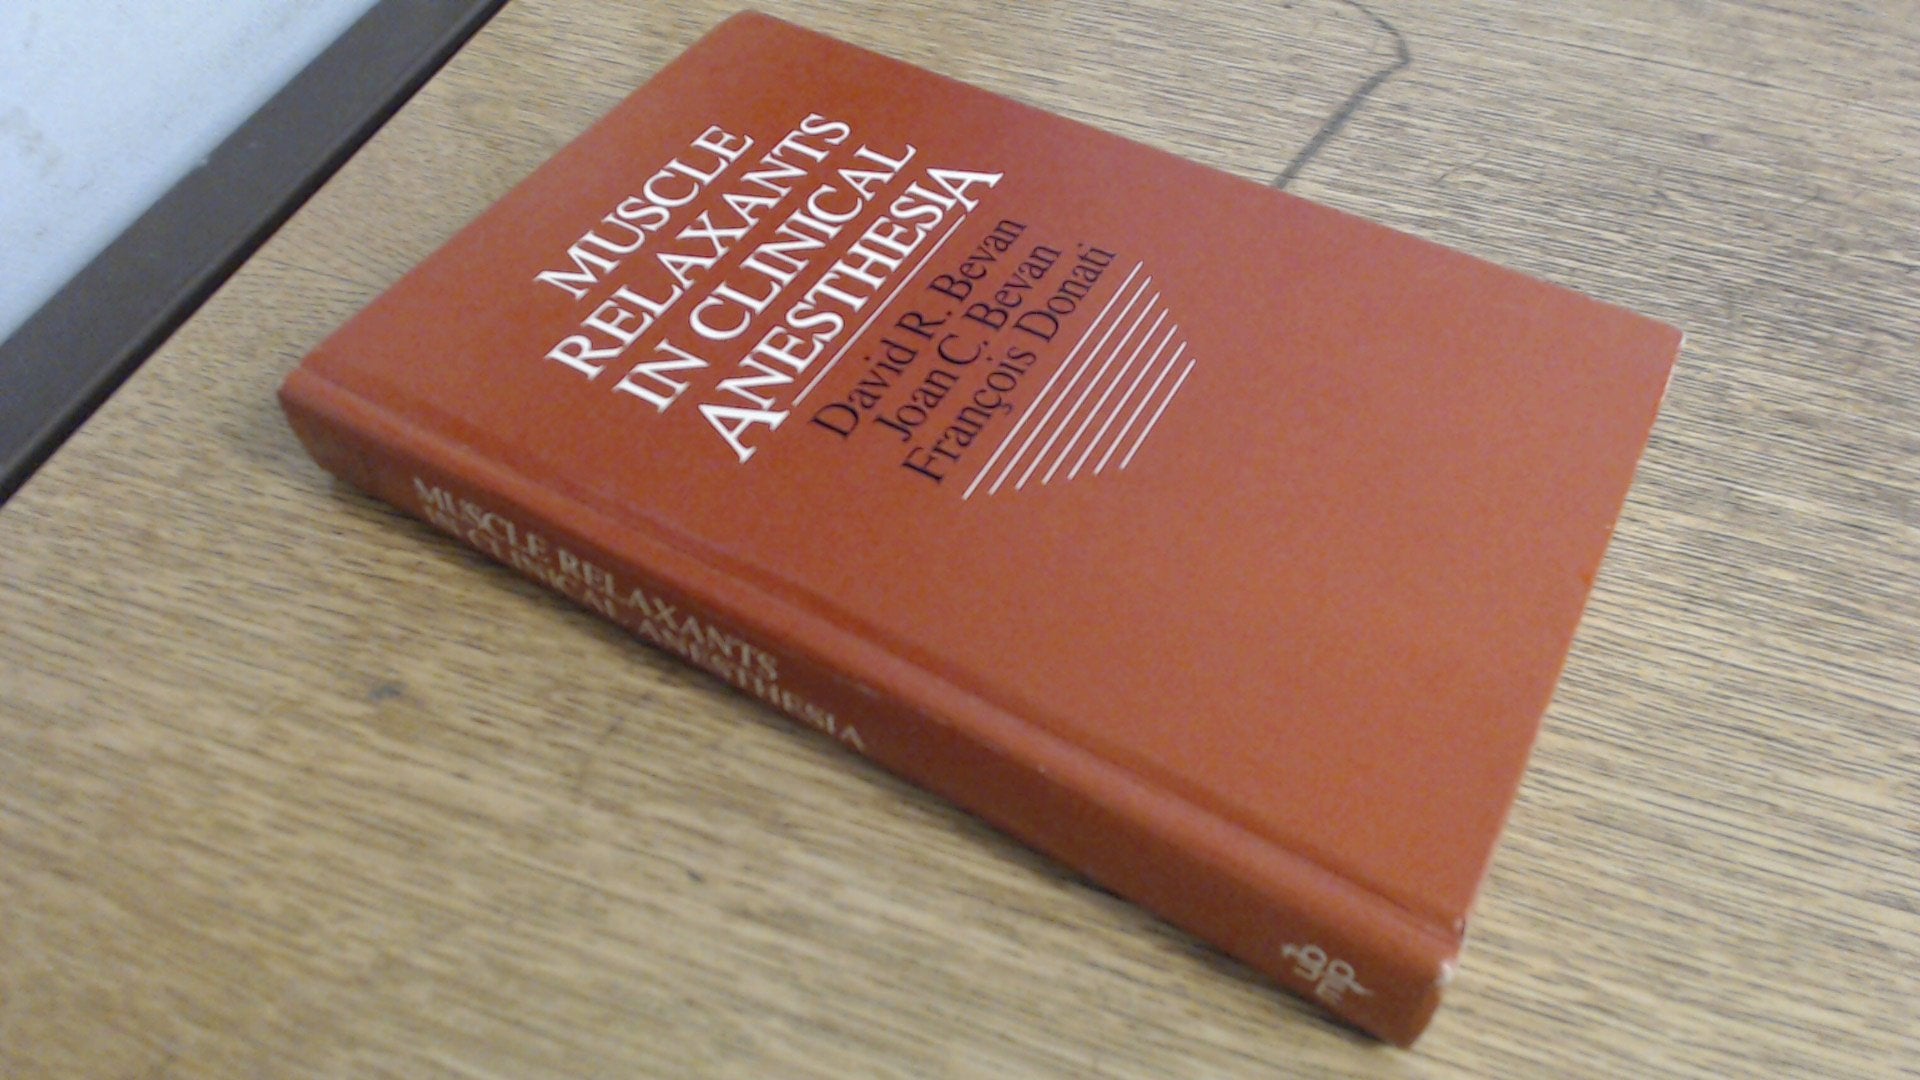 MUSCLE
RELAXANTS
IN CLINICAL
ANESTHESIA
David R. Bevan
Joan C. Bevan
François Donati
MUSCLE RELAXANTS
IN CLINICAL ANESTHESIA